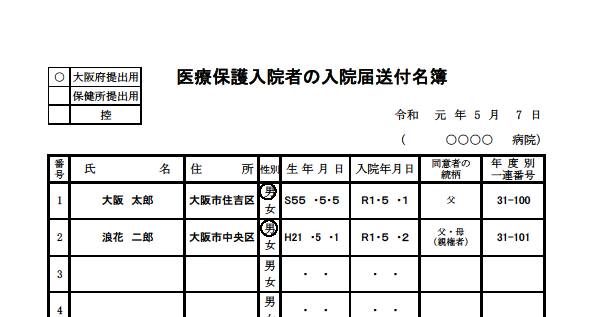 医療保護入院者の入院届送付名簿
○ 大阪府提出用
保健所提出用
控
令和 元 年 5 月 7 日
( ○○○○ 病院)
番号 氏 名 住 所 性別 生 年 月 日 入院年月日 同意者の続柄 年 度 別 一連番号
1 大阪 太郎 大阪市住吉区 男 女 S55 ・5・5 R1・5 ・1 父 31-100
2 浪花 二郎 大阪市中央区 男 女 H21 ・5 ・1 R1・5 ・2 父・母 (親権者) 31-101
3 男 女 ・ ・ ・ ・
4 男 女 ・ ・ ・ ・